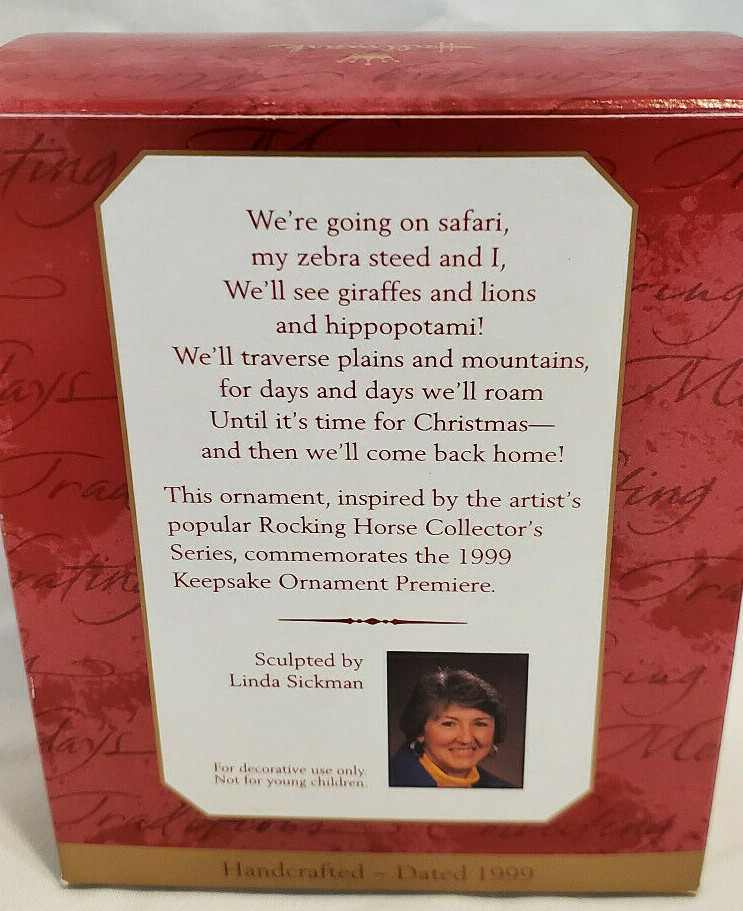 Hallmark
We're going on safari,
my zebra steed and I,
We'll see giraffes and lions
and hippopotami!
We'll traverse plains and mountains,
for days and days we'll roam
Until it's time for Christmas—
and then we'll come back home!
This ornament, inspired by the artist's
popular Rocking Horse Collector's
Series, commemorates the 1999
Keepsake Ornament Premiere.
Sculpted by
Linda Sickman
For decorative use only.
Not for young children.
Handcrafted ~ Dated 1999